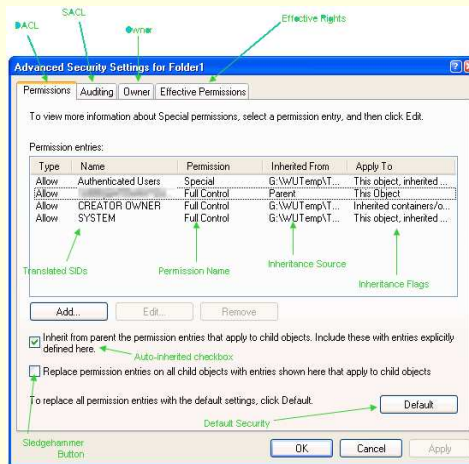 SACL
DACL
Owner
Effective Rights
Advanced Security Settings for Folder1
Permissions Auditing Owner Effective Permissions
To view more information about Special permissions, select a permission entry, and then click Edit.
Permission entries:
Type Name Permission Inherited From Apply To
Allow Authenticated Users Special G:\WUTemp\T... This object, inherited ...
Allow Full Control Parent This Object
Allow CREATOR OWNER Full Control G:\WUTemp\T... Inherited containers/o...
Allow SYSTEM Full Control G:\WUTemp\T... This object, inherited ...
Translated SIDs Permission Name Inheritance Source Inheritance Flags
Add... Edit... Remove
Inherit from parent the permission entries that apply to child objects. Include these with entries explicitly
defined here.
Auto-inherited checkbox
Replace permission entries on all child objects with entries shown here that apply to child objects
To replace all permission entries with the default settings, click Default.
Default
Default Security
Sledgehammer
Button
OK Cancel Apply